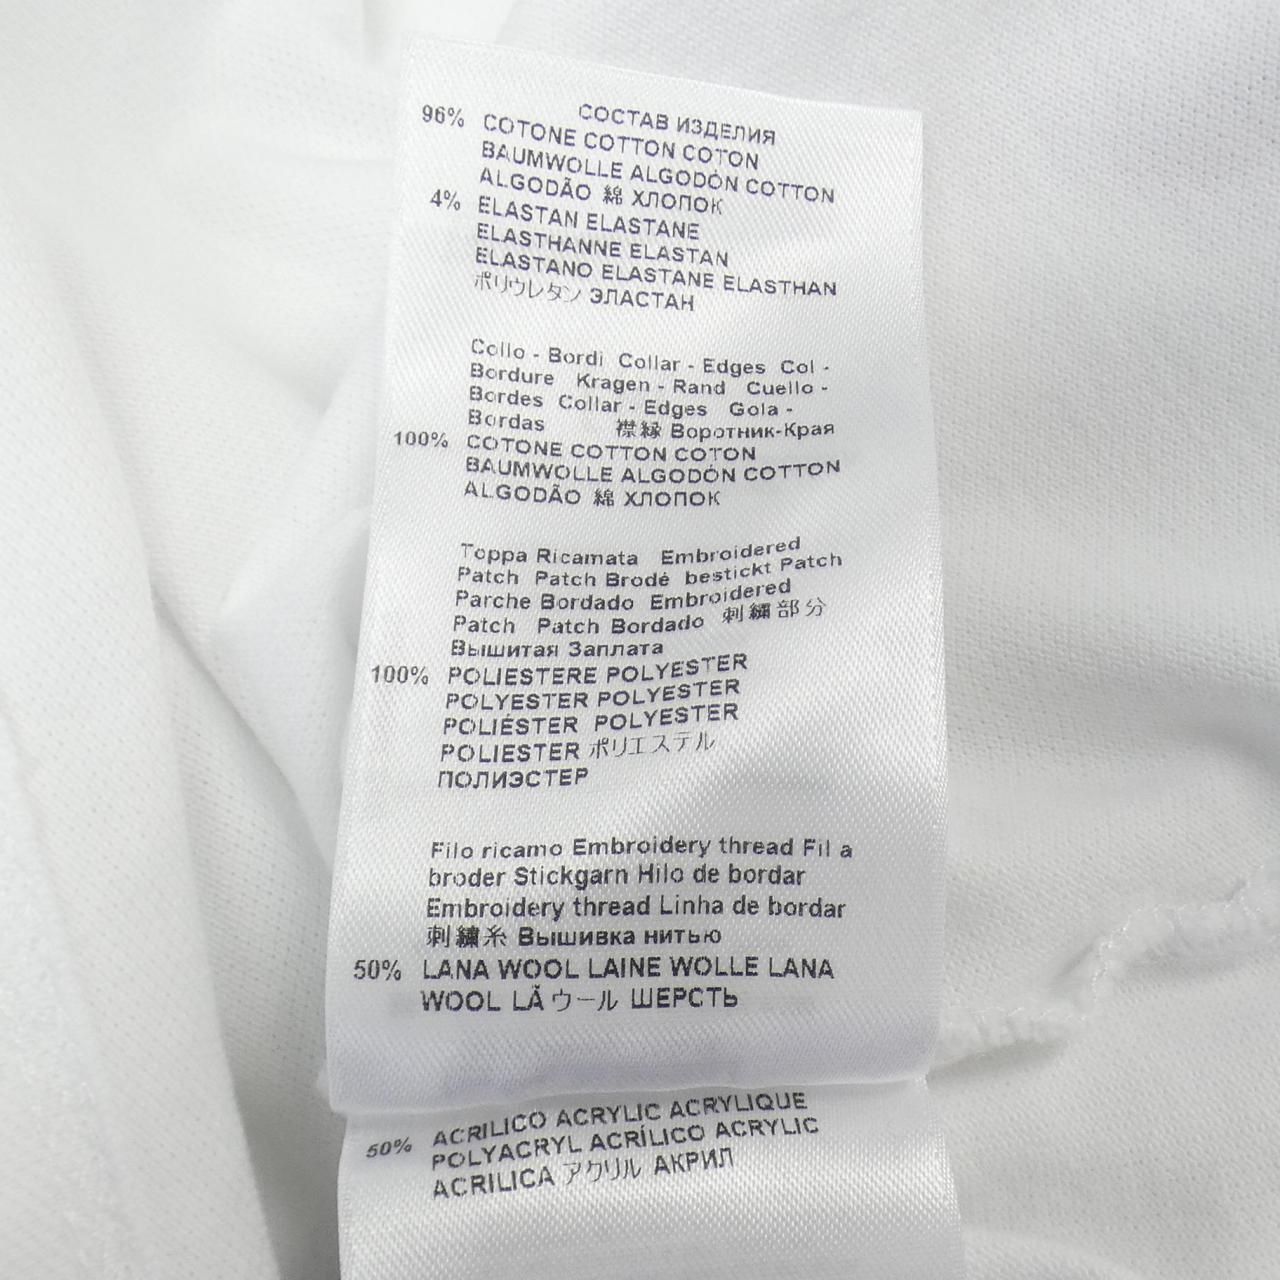 СОСТАВ ИЗДЕЛИЯ
96% COTONE COTTON COTON
BAUMWOLLE ALGODÓN COTTON
ALGODÃO 綿 ХЛОПОК
4% ELASTAN ELASTANE
ELASTHANNE ELASTAN
ELASTANO ELASTANE ELASTHAN
ポリウレタン ЭЛАСТАН
Collo - Bordi Collar - Edges Col -
Bordure Kragen - Rand Cuello -
Bordes Collar - Edges Gola -
Bordas 襟縁 Воротник-Края
100% COTONE COTTON COTON
BAUMWOLLE ALGODÓN COTTON
ALGODÃO 綿 ХЛОПОК
Toppa Ricamata Embroidered
Patch Patch Brodé bestickt Patch
Parche Bordado Embroidered
Patch Patch Bordado 刺繍部分
Вышитая Заплата
100% POLIESTERE POLYESTER
POLYESTER POLYESTER
POLIÉSTER POLYESTER
POLIESTER ポリエステル
ПОЛИЭСТЕР
Filo ricamo Embroidery thread Fil a
broder Stickgarn Hilo de bordar
Embroidery thread Linha de bordar
刺繍糸 Вышивка нитью
50% LANA WOOL LAINE WOLLE LANA
WOOL LÃ ウール ШЕРСТЬ
50% ACRILICO ACRYLIC ACRYLIQUE
POLYACRYL ACRÍLICO ACRYLIC
ACRILICA アクリル АКРИЛ